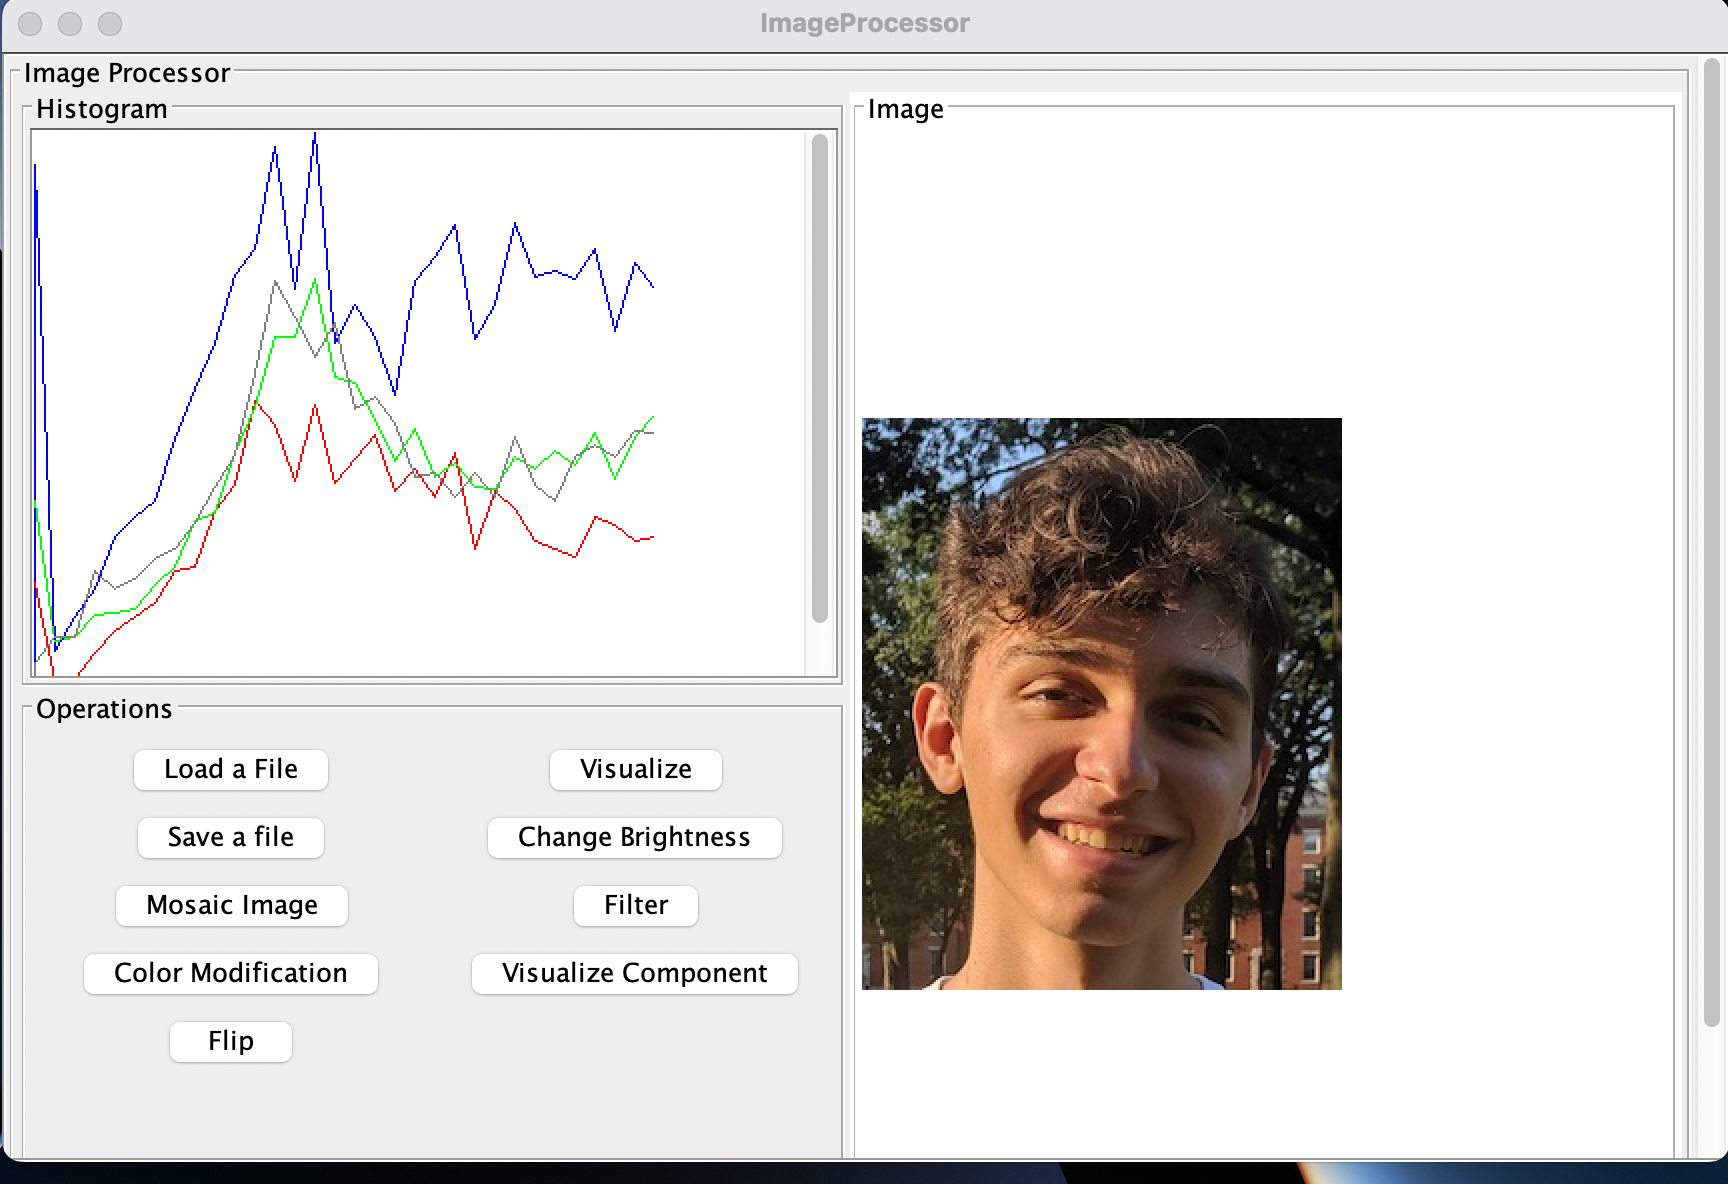 ImageProcessor
Image Processor
Histogram
Image
Operations
Load a File
Visualize
Save a file
Change Brightness
Mosaic Image
Filter
Color Modification
Visualize Component
Flip